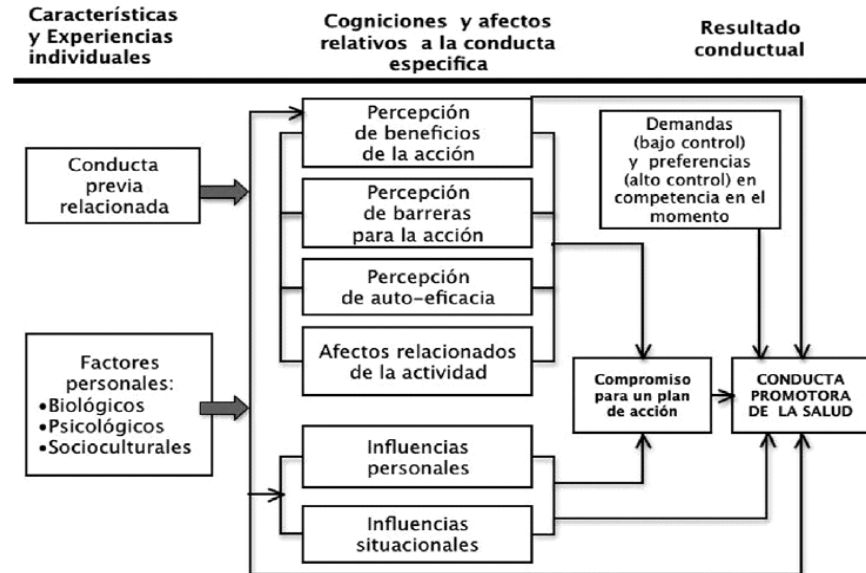 Características
y Experiencias
individuales
Cogniciones y afectos
relativos a la conducta
especifica
Resultado
conductual
Conducta
previa
relacionada
Factores
personales:
•Biológicos
•Psicológicos
•Socioculturales
Percepción
de beneficios
de la acción
Percepción
de barreras
para la acción
Percepción
de auto-eficacia
Afectos relacionados
de la actividad
Influencias
personales
Influencias
situacionales
Demandas
(bajo control)
y preferencias
(alto control) en
competencia en el
momento
Compromiso
para un plan
de acción
CONDUCTA
PROMOTORA
DE LA SALUD